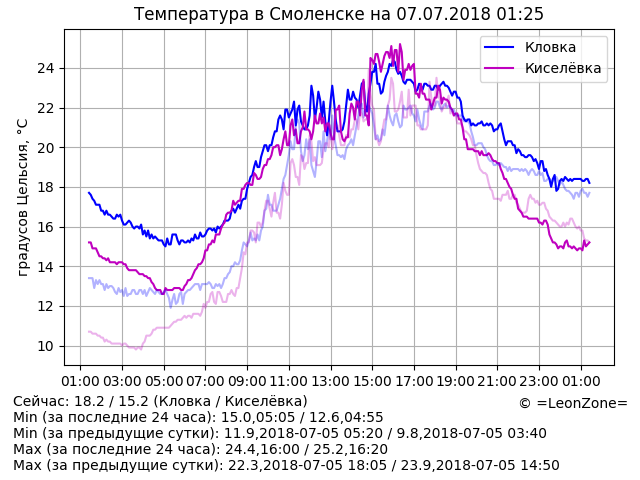 Температура в Смоленске на 07.07.2018 01:25
Кловка
Киселёвка
градусов Цельсия, °C
24
22
20
18
16
14
12
10
01:00 03:00 05:00 07:00 09:00 11:00 13:00 15:00 17:00 19:00 21:00 23:00 01:00
Сейчас: 18.2 / 15.2 (Кловка / Киселёвка)
© =LeonZone=
Min (за последние 24 часа): 15.0,05:05 / 12.6,04:55
Min (за предыдущие сутки): 11.9,2018-07-05 05:20 / 9.8,2018-07-05 03:40
Max (за последние 24 часа): 24.4,16:00 / 25.2,16:20
Max (за предыдущие сутки): 22.3,2018-07-05 18:05 / 23.9,2018-07-05 14:50